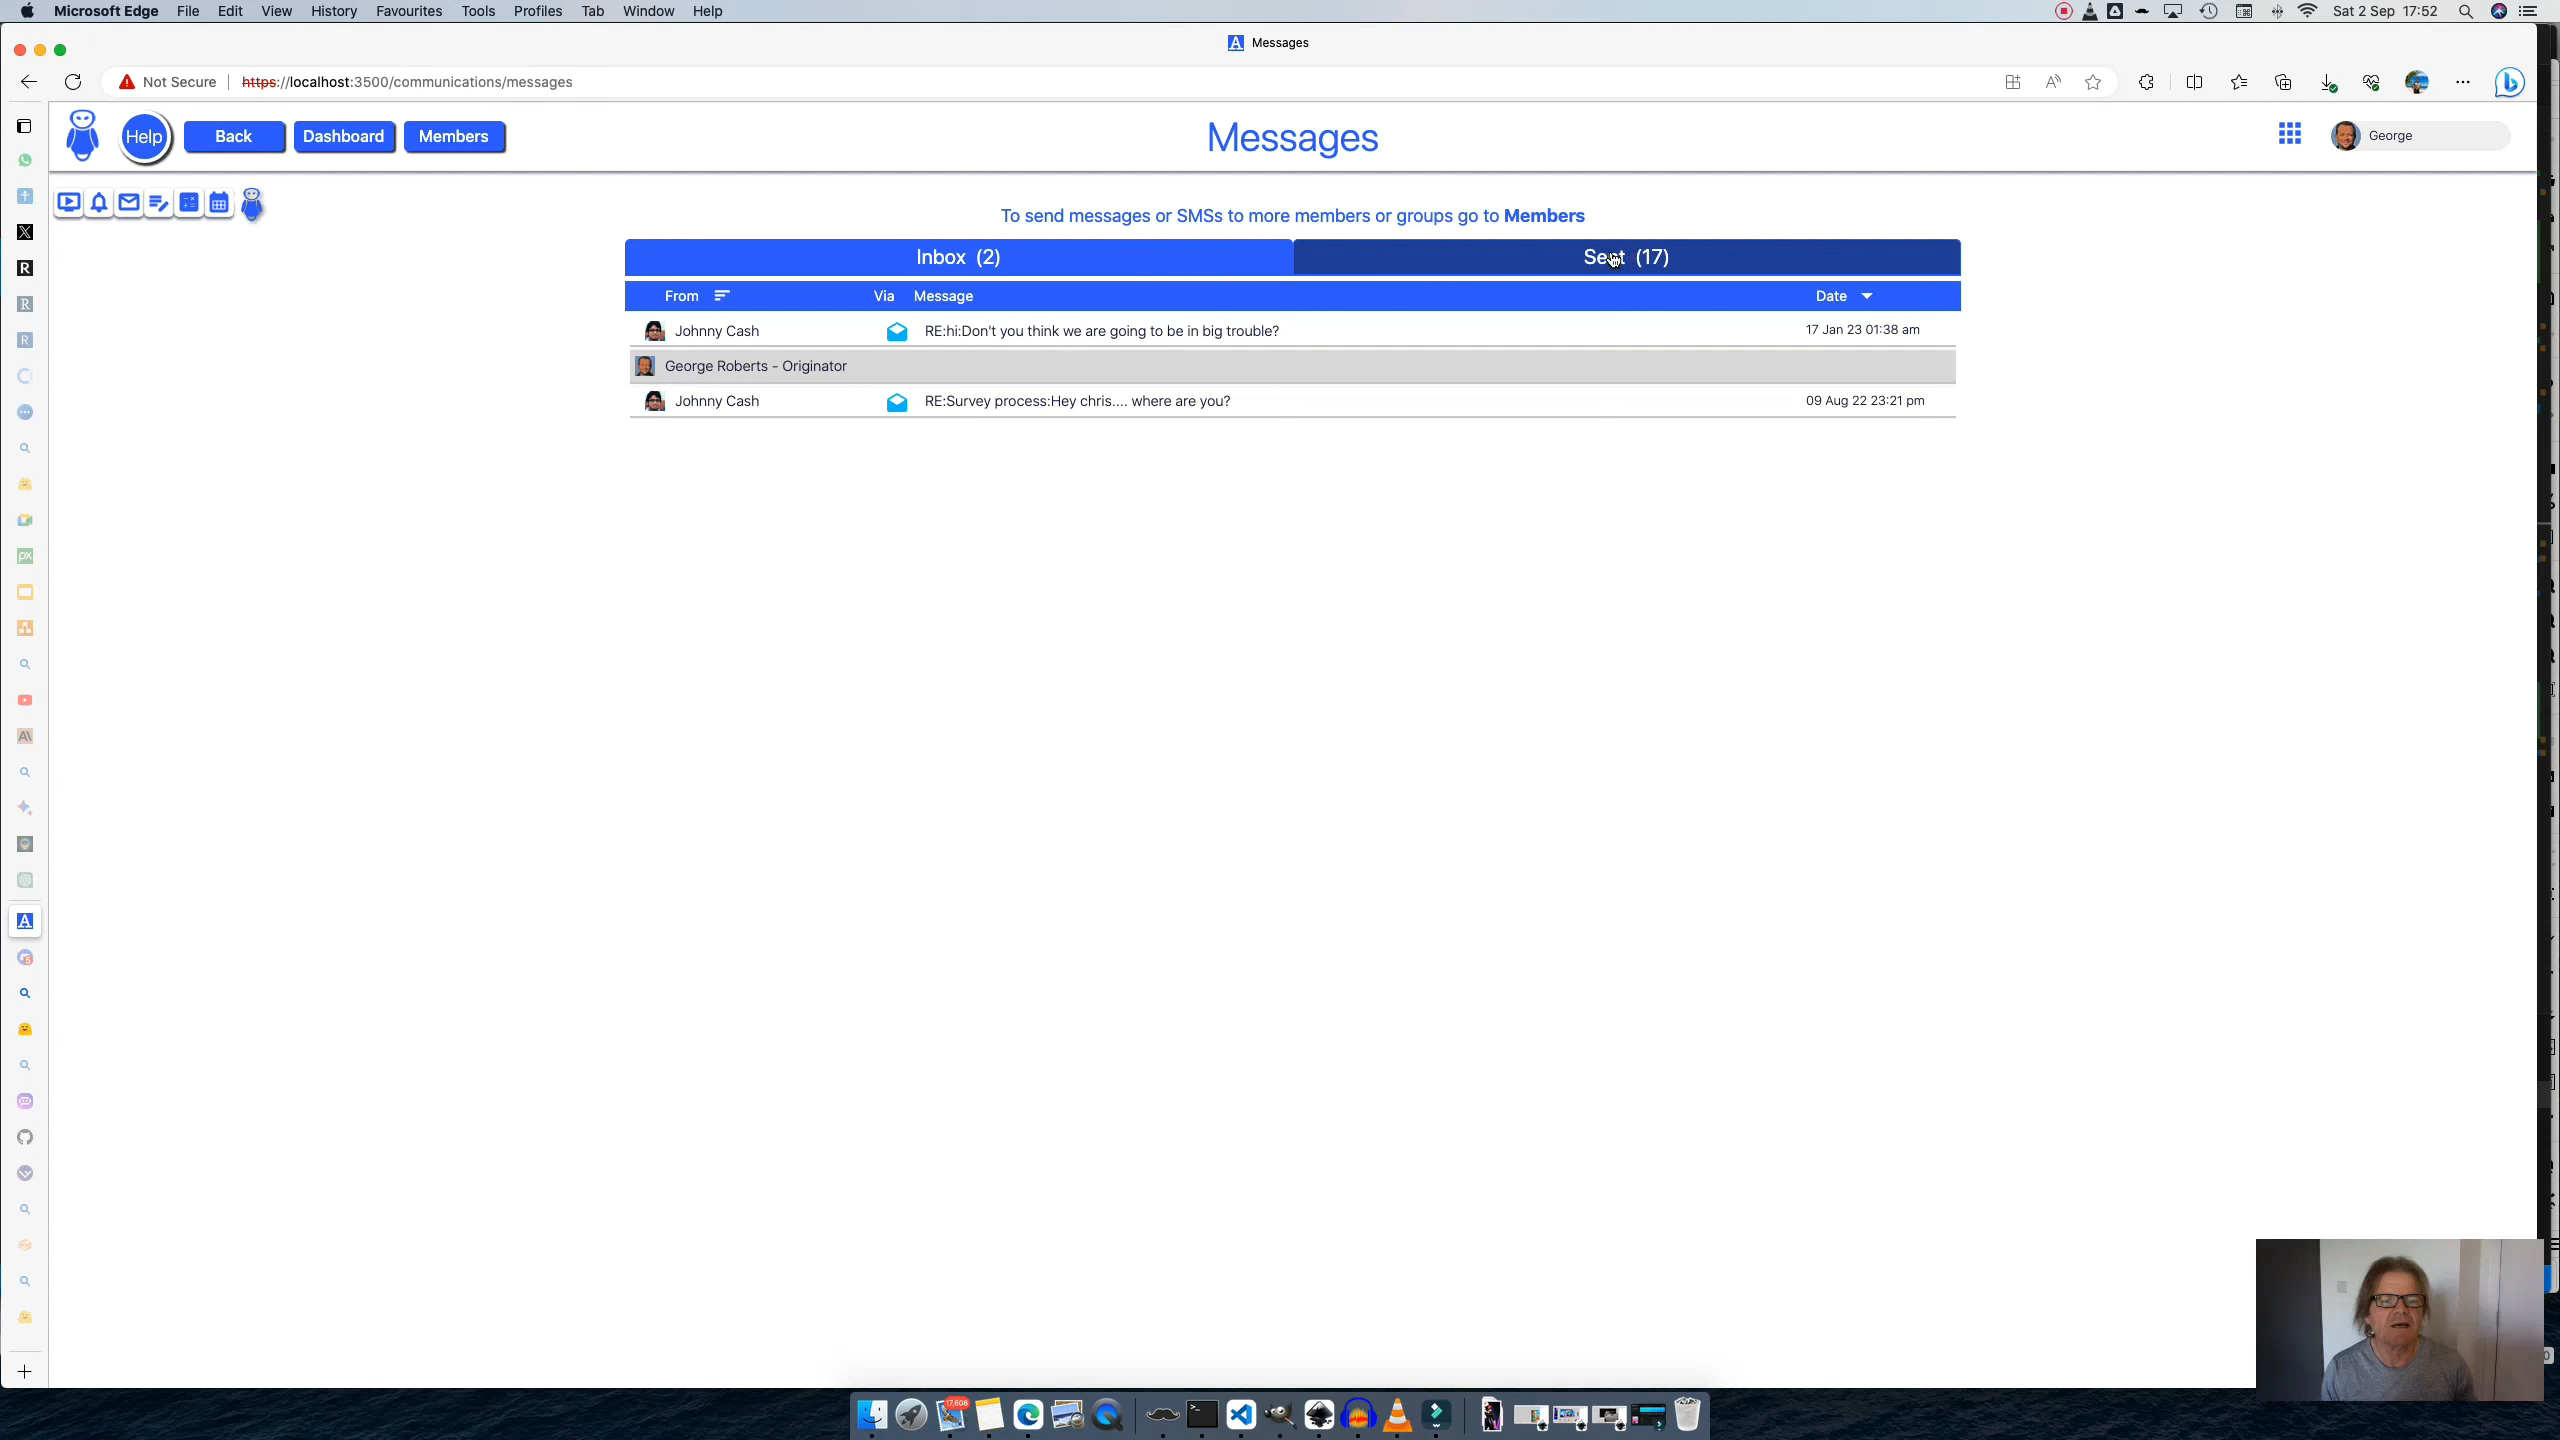 Microsoft Edge File Edit View History Favourites Tools Profiles Tab Window Help Sat 2 Sep 17:52
Messages
Not Secure https://localhost:3500/communications/messages
Help Back Dashboard Members Messages George
To send messages or SMSs to more members or groups go to Members
Inbox (2) Sent (17)
From Via Message Date
Johnny Cash RE:hi:Don't you think we are going to be in big trouble? 17 Jan 23 01:38 am
George Roberts - Originator
Johnny Cash RE:Survey process:Hey chris.... where are you? 09 Aug 22 23:21 pm
17,608